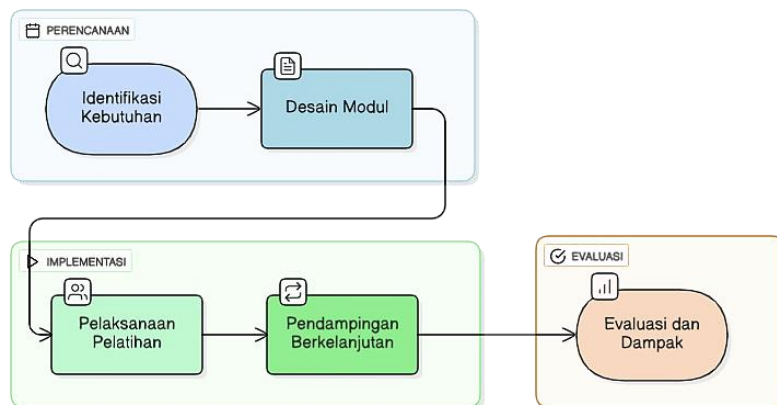 PERENCANAAN
Identifikasi
Kebutuhan
Desain Modul
IMPLEMENTASI
Pelaksanaan
Pelatihan
Pendampingan
Berkelanjutan
EVALUASI
Evaluasi dan
Dampak